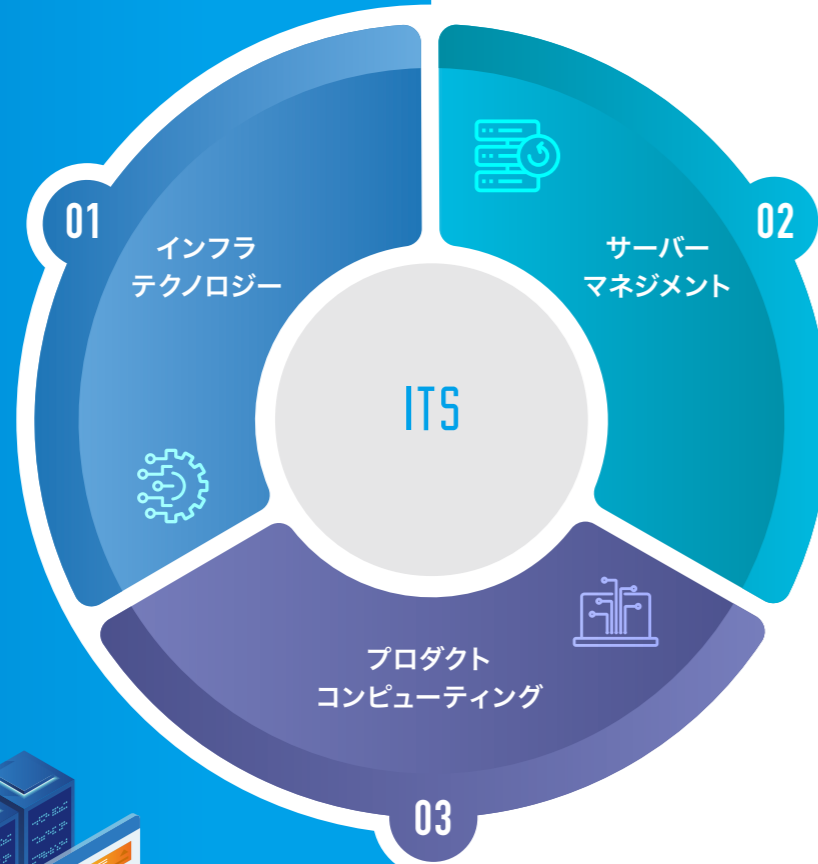 01
インフラ
テクノロジー
02
サーバー
マネジメント
ITS
プロダクト
コンピューティング
03